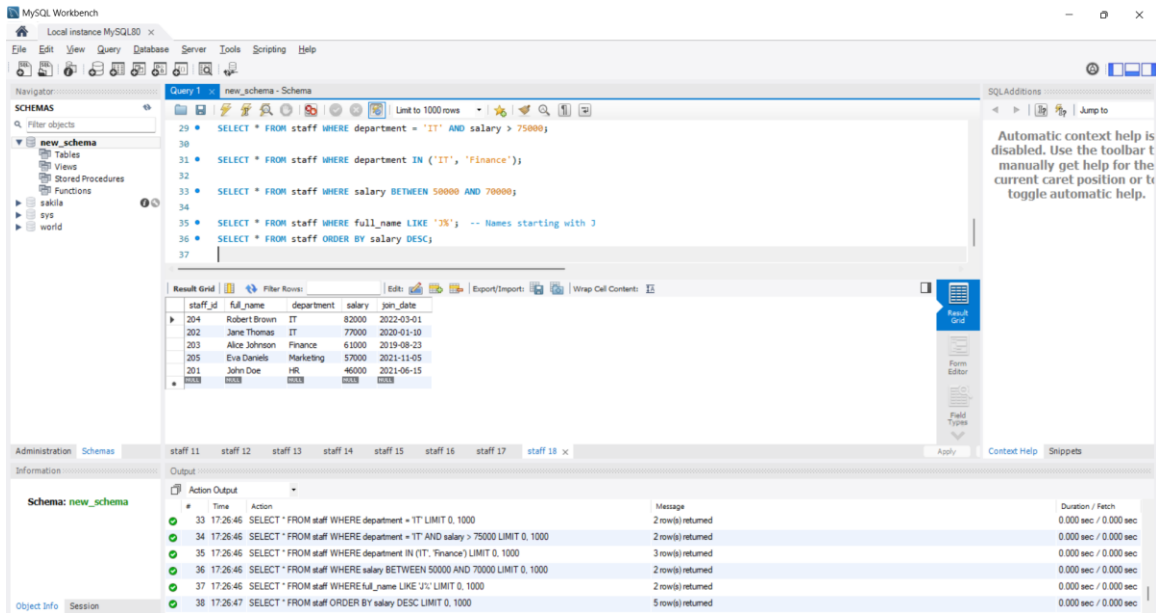 MySQL Workbench
Local instance MySQL80
File Edit View Query Database Server Tools Scripting Help
Navigator
SCHEMAS
Filter objects
new_schema
Tables
Views
Stored Procedures
Functions
sakila
sys
world
Administration Schemas
Information
Schema: new_schema
Object Info Session
Query 1 new_schema - Schema
Limit to 1000 rows
29 SELECT * FROM staff WHERE department = 'IT' AND salary > 75000;
30
31 SELECT * FROM staff WHERE department IN ('IT', 'Finance');
32
33 SELECT * FROM staff WHERE salary BETWEEN 50000 AND 70000;
34
35 SELECT * FROM staff WHERE full_name LIKE 'J%'; -- Names starting with J
36 SELECT * FROM staff ORDER BY salary DESC;
37
Result Grid Filter Rows: Edit: Export/Import: Wrap Cell Content:
staff_id full_name department salary join_date
204 Robert Brown IT 82000 2022-03-01
202 Jane Thomas IT 77000 2020-01-10
203 Alice Johnson Finance 61000 2019-08-23
205 Eva Daniels Marketing 57000 2021-11-05
201 John Doe HR 46000 2021-06-15
NULL NULL NULL NULL NULL
Result Grid
Form Editor
Field Types
staff 11 staff 12 staff 13 staff 14 staff 15 staff 16 staff 17 staff 18
Apply
SQLAdditions
Jump to
Automatic context help is
disabled. Use the toolbar t
manually get help for the
current caret position or to
toggle automatic help.
Context Help Snippets
Output
Action Output
# Time Action Message Duration / Fetch
33 17:26:46 SELECT * FROM staff WHERE department = 'IT' LIMIT 0, 1000 2 row(s) returned 0.000 sec / 0.000 sec
34 17:26:46 SELECT * FROM staff WHERE department = 'IT' AND salary > 75000 LIMIT 0, 1000 2 row(s) returned 0.000 sec / 0.000 sec
35 17:26:46 SELECT * FROM staff WHERE department IN ('IT', 'Finance') LIMIT 0, 1000 3 row(s) returned 0.000 sec / 0.000 sec
36 17:26:46 SELECT * FROM staff WHERE salary BETWEEN 50000 AND 70000 LIMIT 0, 1000 2 row(s) returned 0.000 sec / 0.000 sec
37 17:26:46 SELECT * FROM staff WHERE full_name LIKE 'J%' LIMIT 0, 1000 2 row(s) returned 0.000 sec / 0.000 sec
38 17:26:47 SELECT * FROM staff ORDER BY salary DESC LIMIT 0, 1000 5 row(s) returned 0.000 sec / 0.000 sec